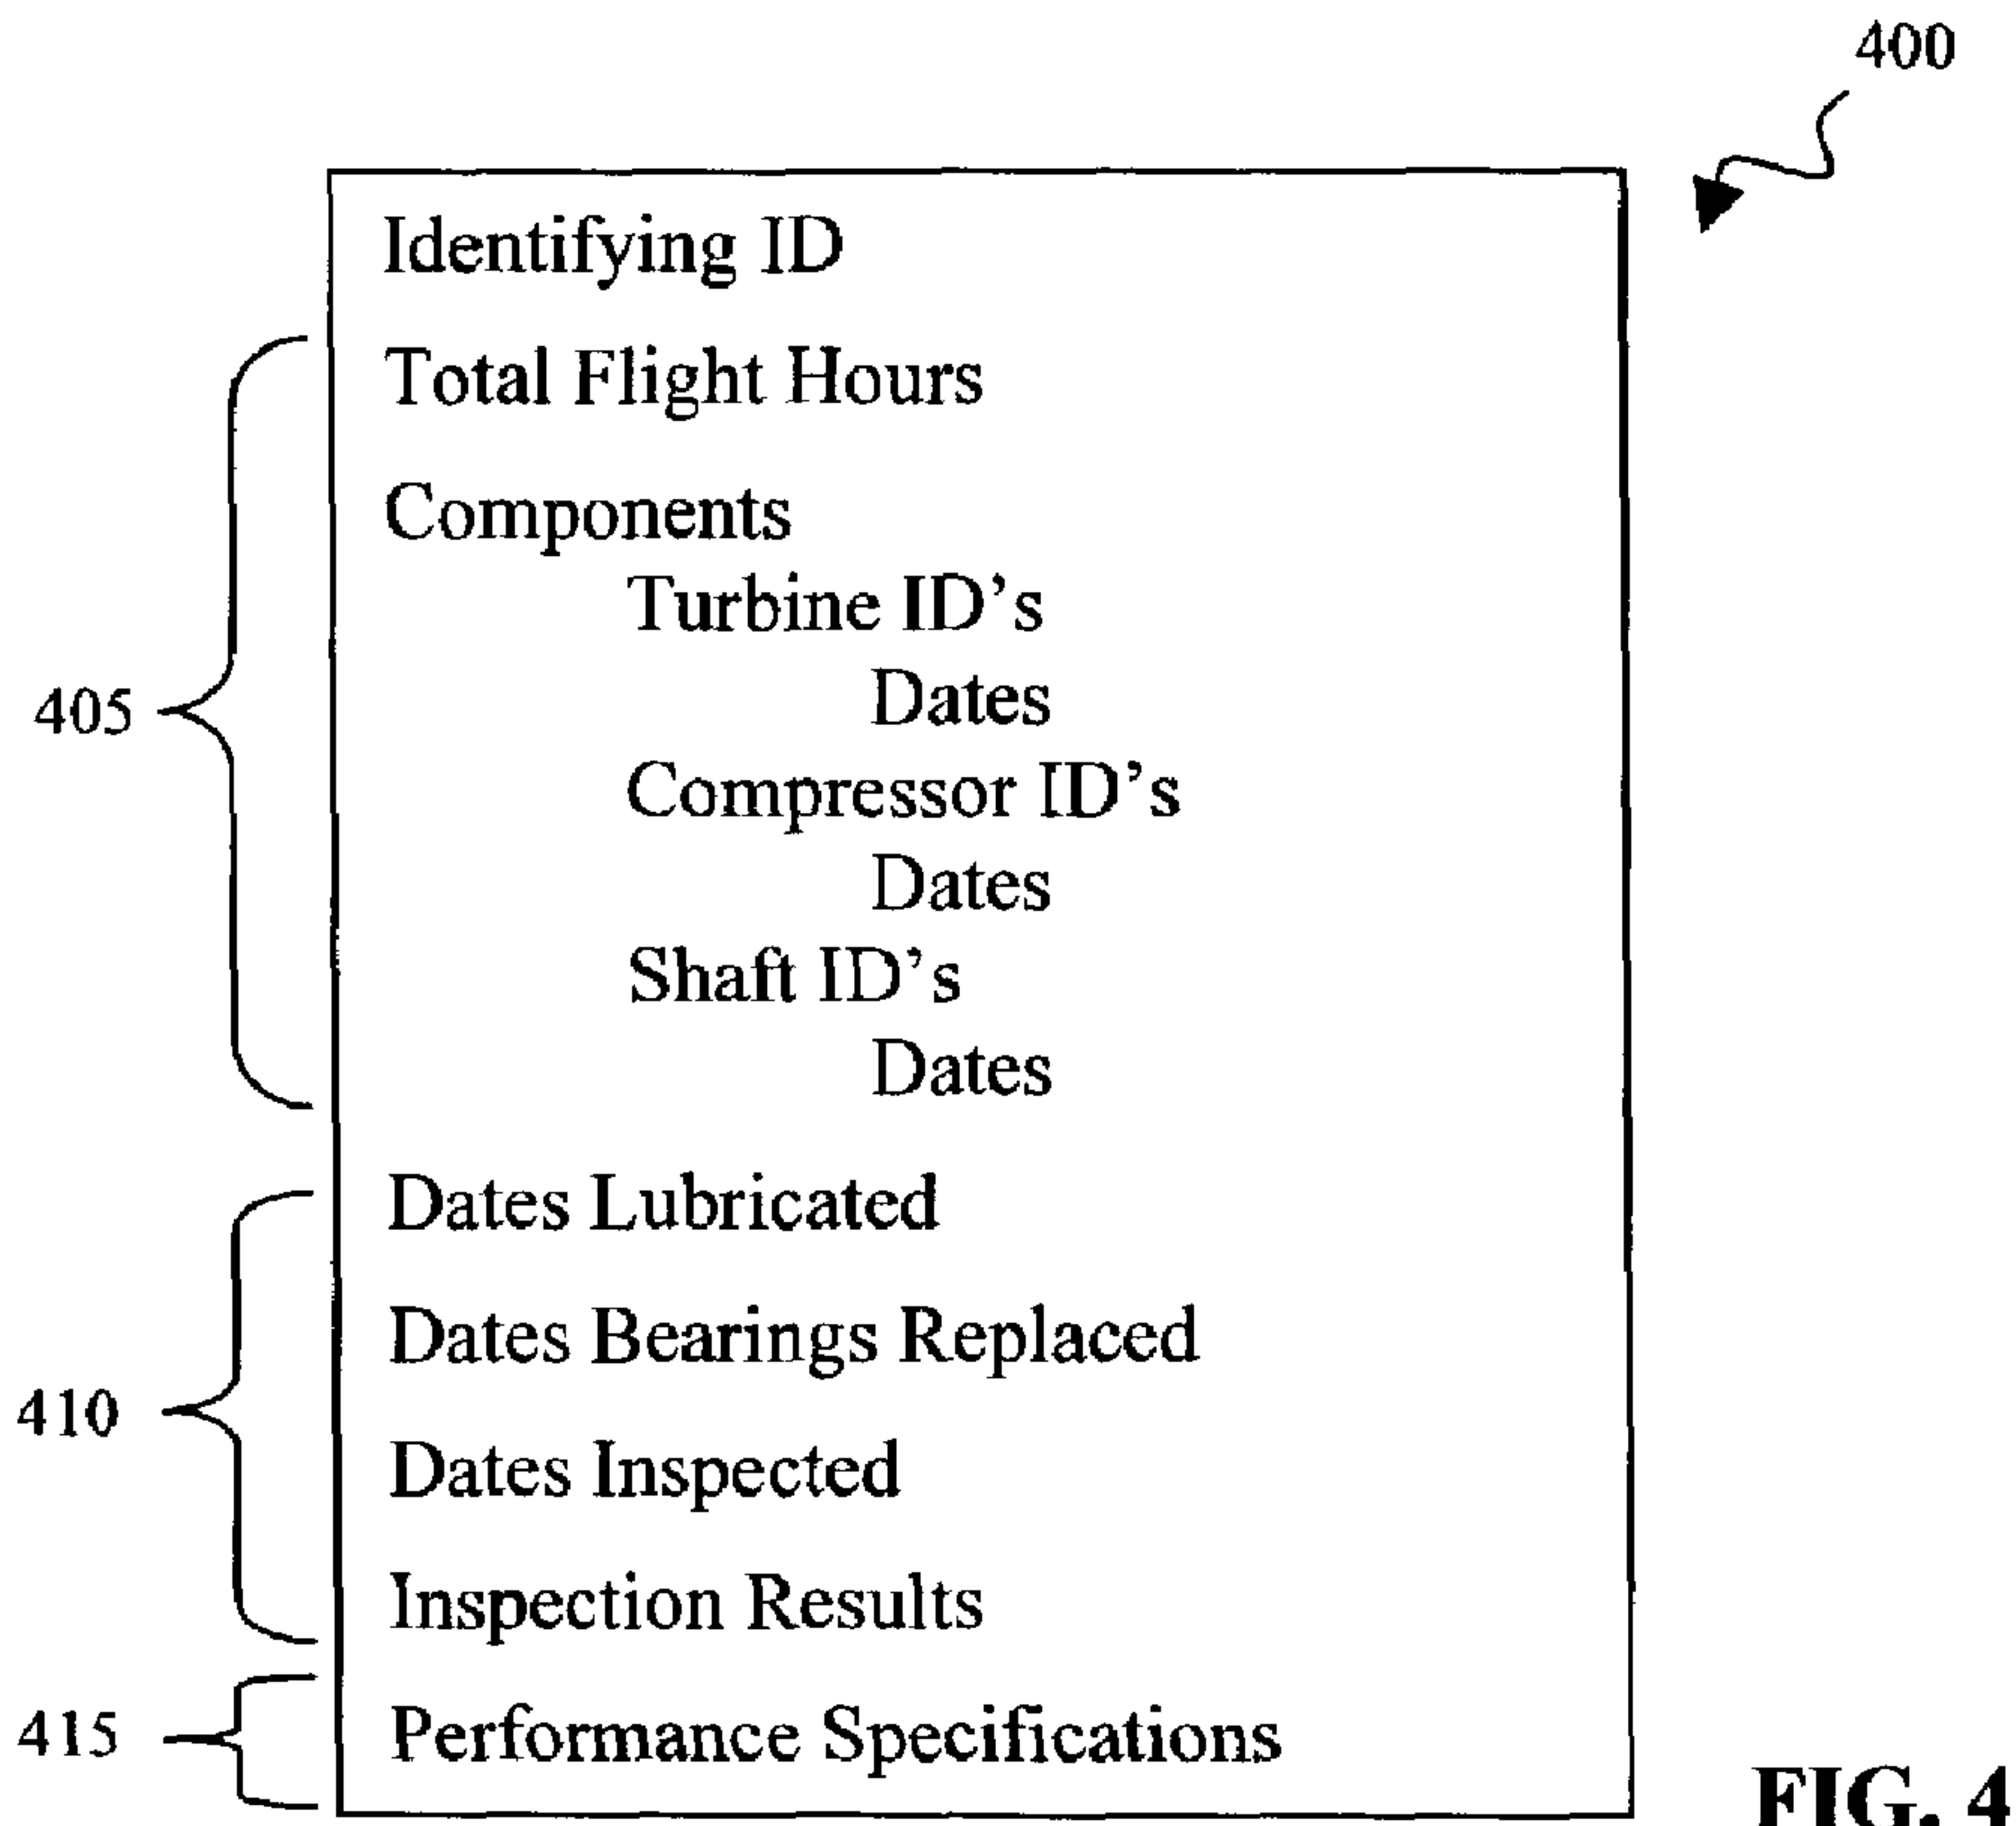 400
Identifying ID
Total Flight Hours
Components
Turbine ID's
Dates
405
Compressor ID's
Dates
Shaft ID's
Dates
Dates Lubricated
Dates Bearings Replaced
410
Dates Inspected
Inspection Results
415
Performance Specifications
FIG. 4